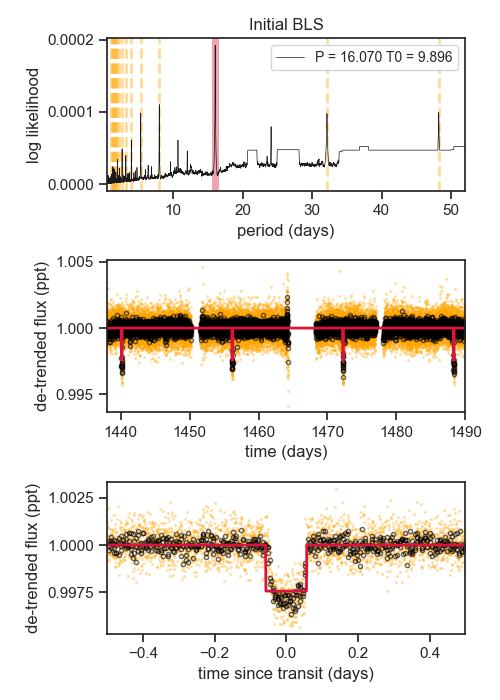 Initial BLS
log likelihood
0.0002
0.0001
0.0000
P = 16.070 T0 = 9.896
10 20 30 40 50
period (days)
de-trended flux (ppt)
1.005
1.000
0.995
1440 1450 1460 1470 1480 1490
time (days)
de-trended flux (ppt)
1.0025
1.0000
0.9975
−0.4 −0.2 0.0 0.2 0.4
time since transit (days)